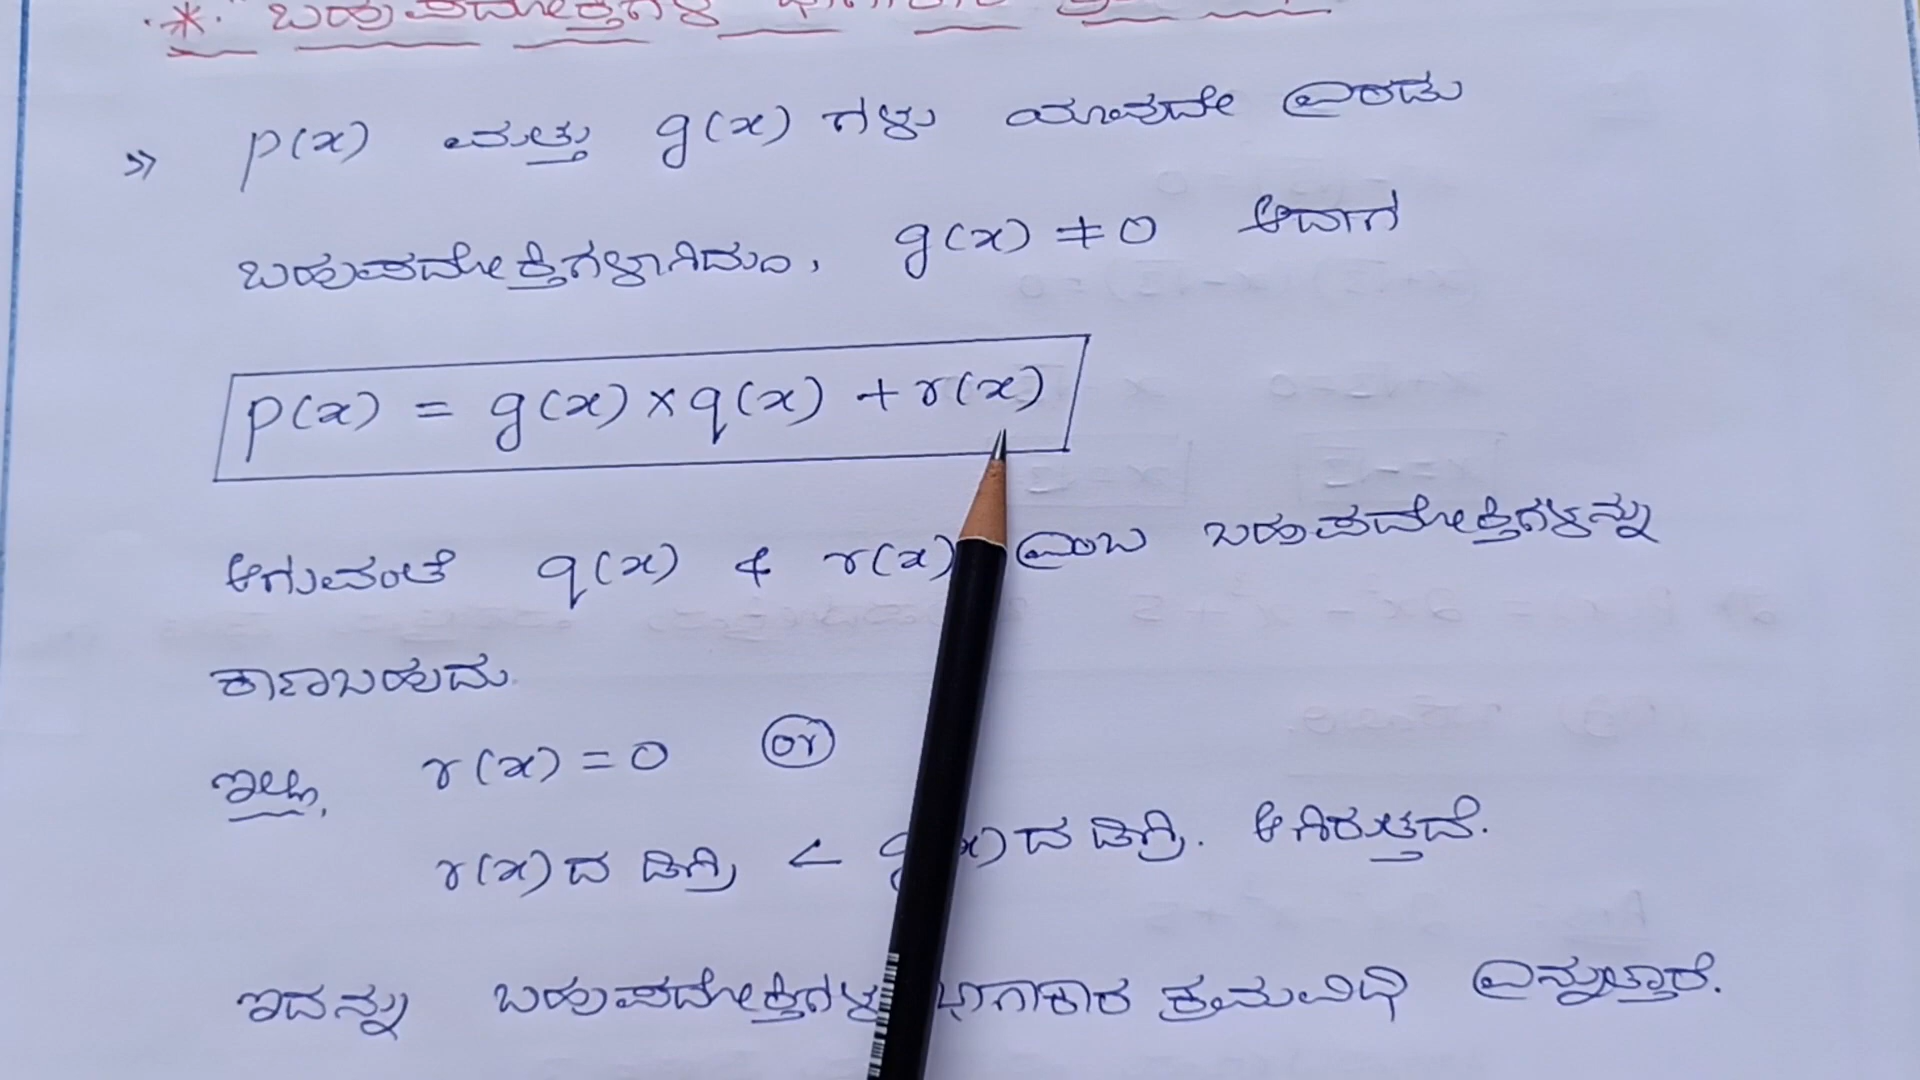 * ಬಹುಪದೋಕ್ತಿಗಳ
» p(x) ಮತ್ತು g(x) ಗಳು ಯಾವುದೇ ಎರಡು
ಬಹುಪದೋಕ್ತಿಗಳಾಗಿದ್ದು, g(x) ≠ 0 ಆದಾಗ
p(x) = g(x) × q(x) + r(x)
ಆಗುವಂತೆ q(x) & r(x) ಎಂಬ ಬಹುಪದೋಕ್ತಿಗಳನ್ನು
ಕಾಣಬಹುದು.
ಇಲ್ಲಿ, r(x) = 0 or
r(x) ದ ಡಿಗ್ರಿ < g(x) ದ ಡಿಗ್ರಿ. ಆಗಿರುತ್ತದೆ.
ಇದನ್ನು ಬಹುಪದೋಕ್ತಿಗಳ ಭಾಗಾಕಾರ ಕ್ರಮವಿಧಿ ಎನ್ನುತ್ತಾರೆ.